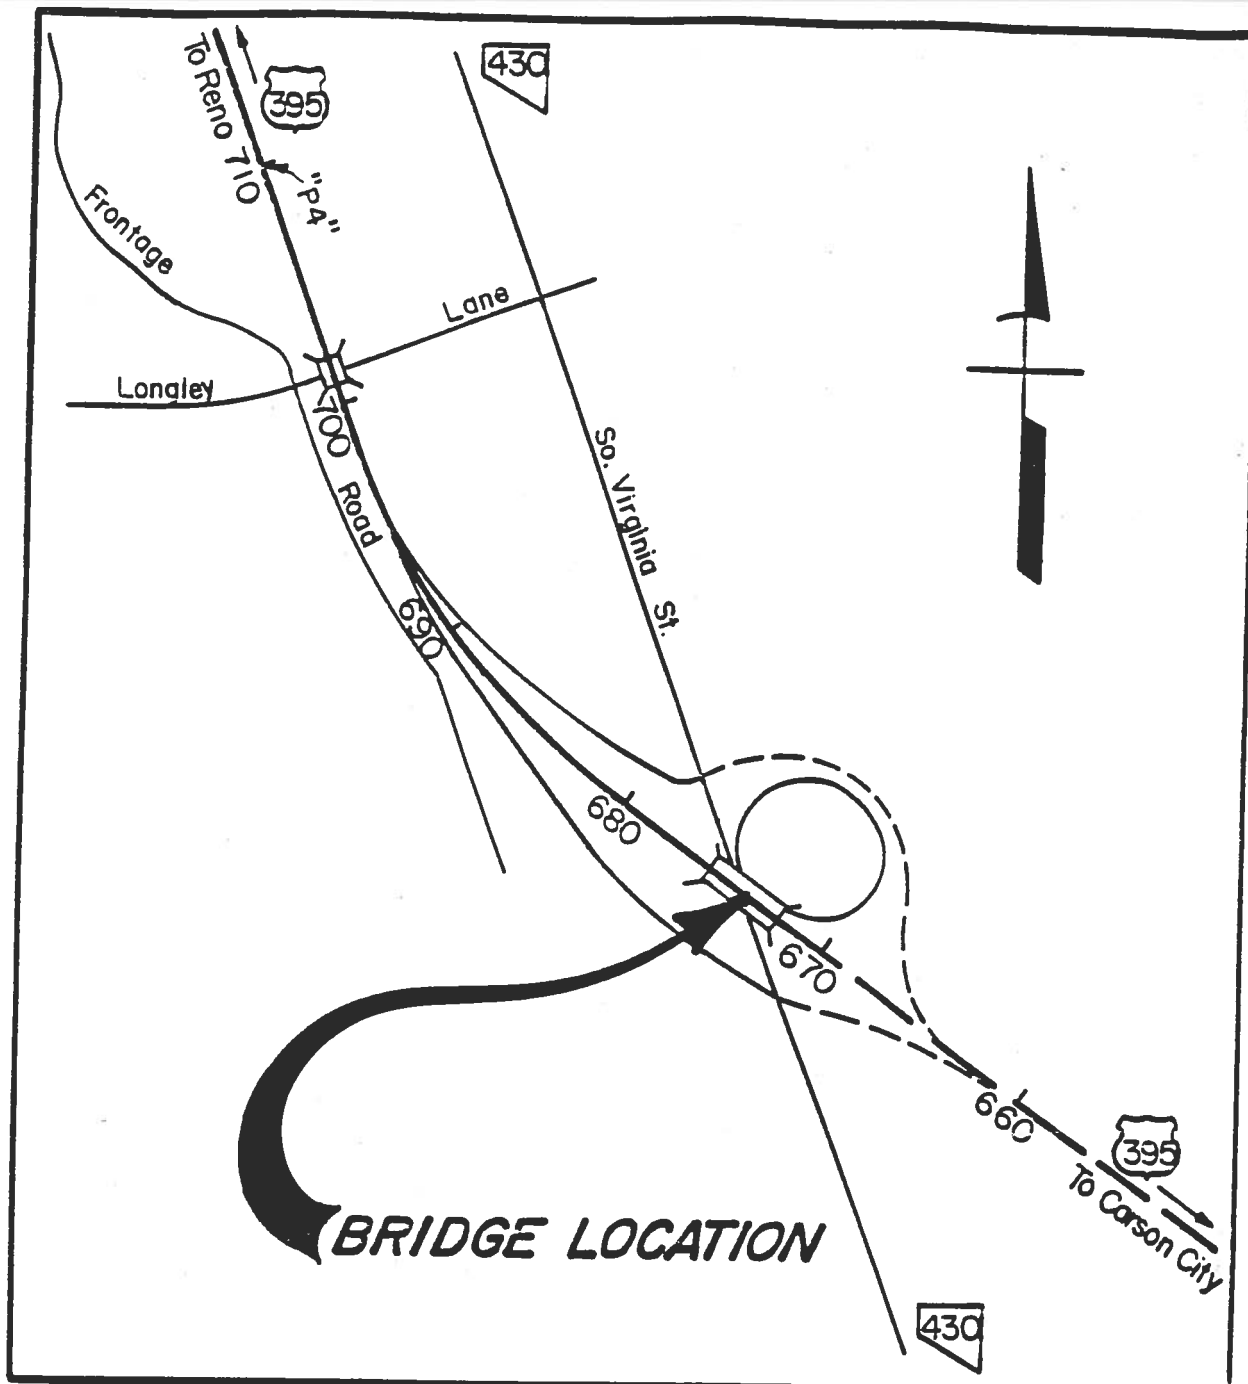 430
To Reno 710
395
"P4"
Frontage
Lane
Longley
700
Road
So. Virginia St.
690
680
670
660
395
To Carson City
BRIDGE LOCATION
430